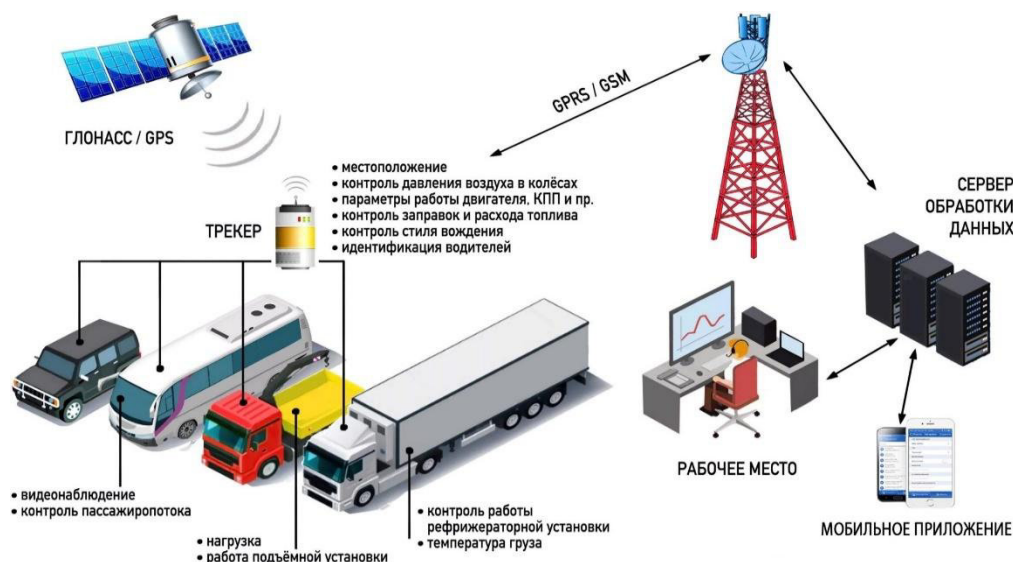 ГЛОНАСС / GPS
GPRS / GSM
ТРЕКЕР
• местоположение
• контроль давления воздуха в колёсах
• параметры работы двигателя, КПП и пр.
• контроль заправок и расхода топлива
• контроль стиля вождения
• идентификация водителей
СЕРВЕР
ОБРАБОТКИ
ДАННЫХ
РАБОЧЕЕ МЕСТО
МОБИЛЬНОЕ ПРИЛОЖЕНИЕ
• видеонаблюдение
• контроль пассажиропотока
• нагрузка
• работа подъёмной установки
• контроль работы
рефрижераторной установки
• температура груза